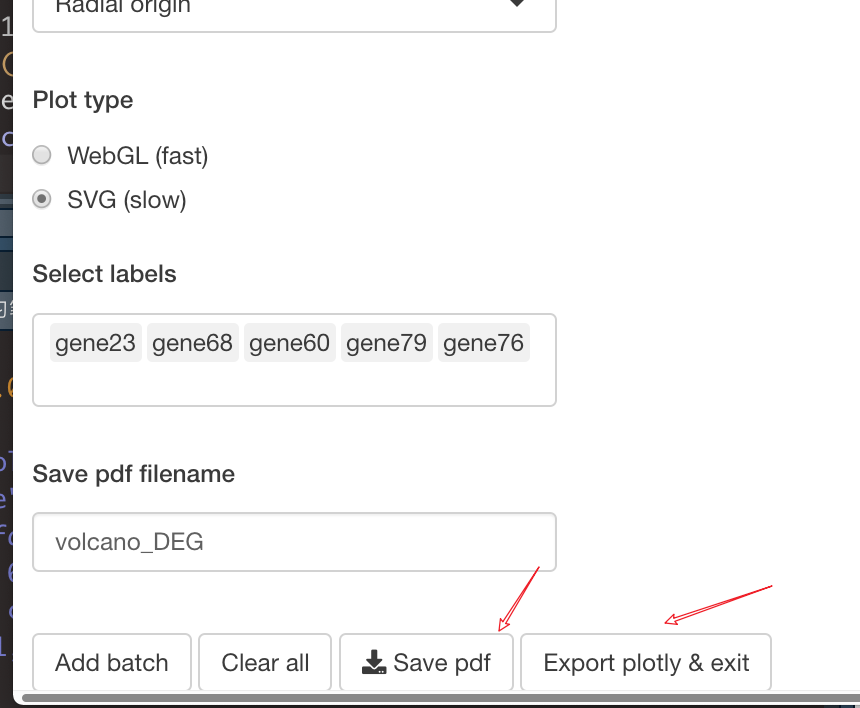 Radial origin
Plot type
WebGL (fast)
SVG (slow)
Select labels
gene23 gene68 gene60 gene79 gene76
Save pdf filename
volcano_DEG
Add batch Clear all Save pdf Export plotly & exit